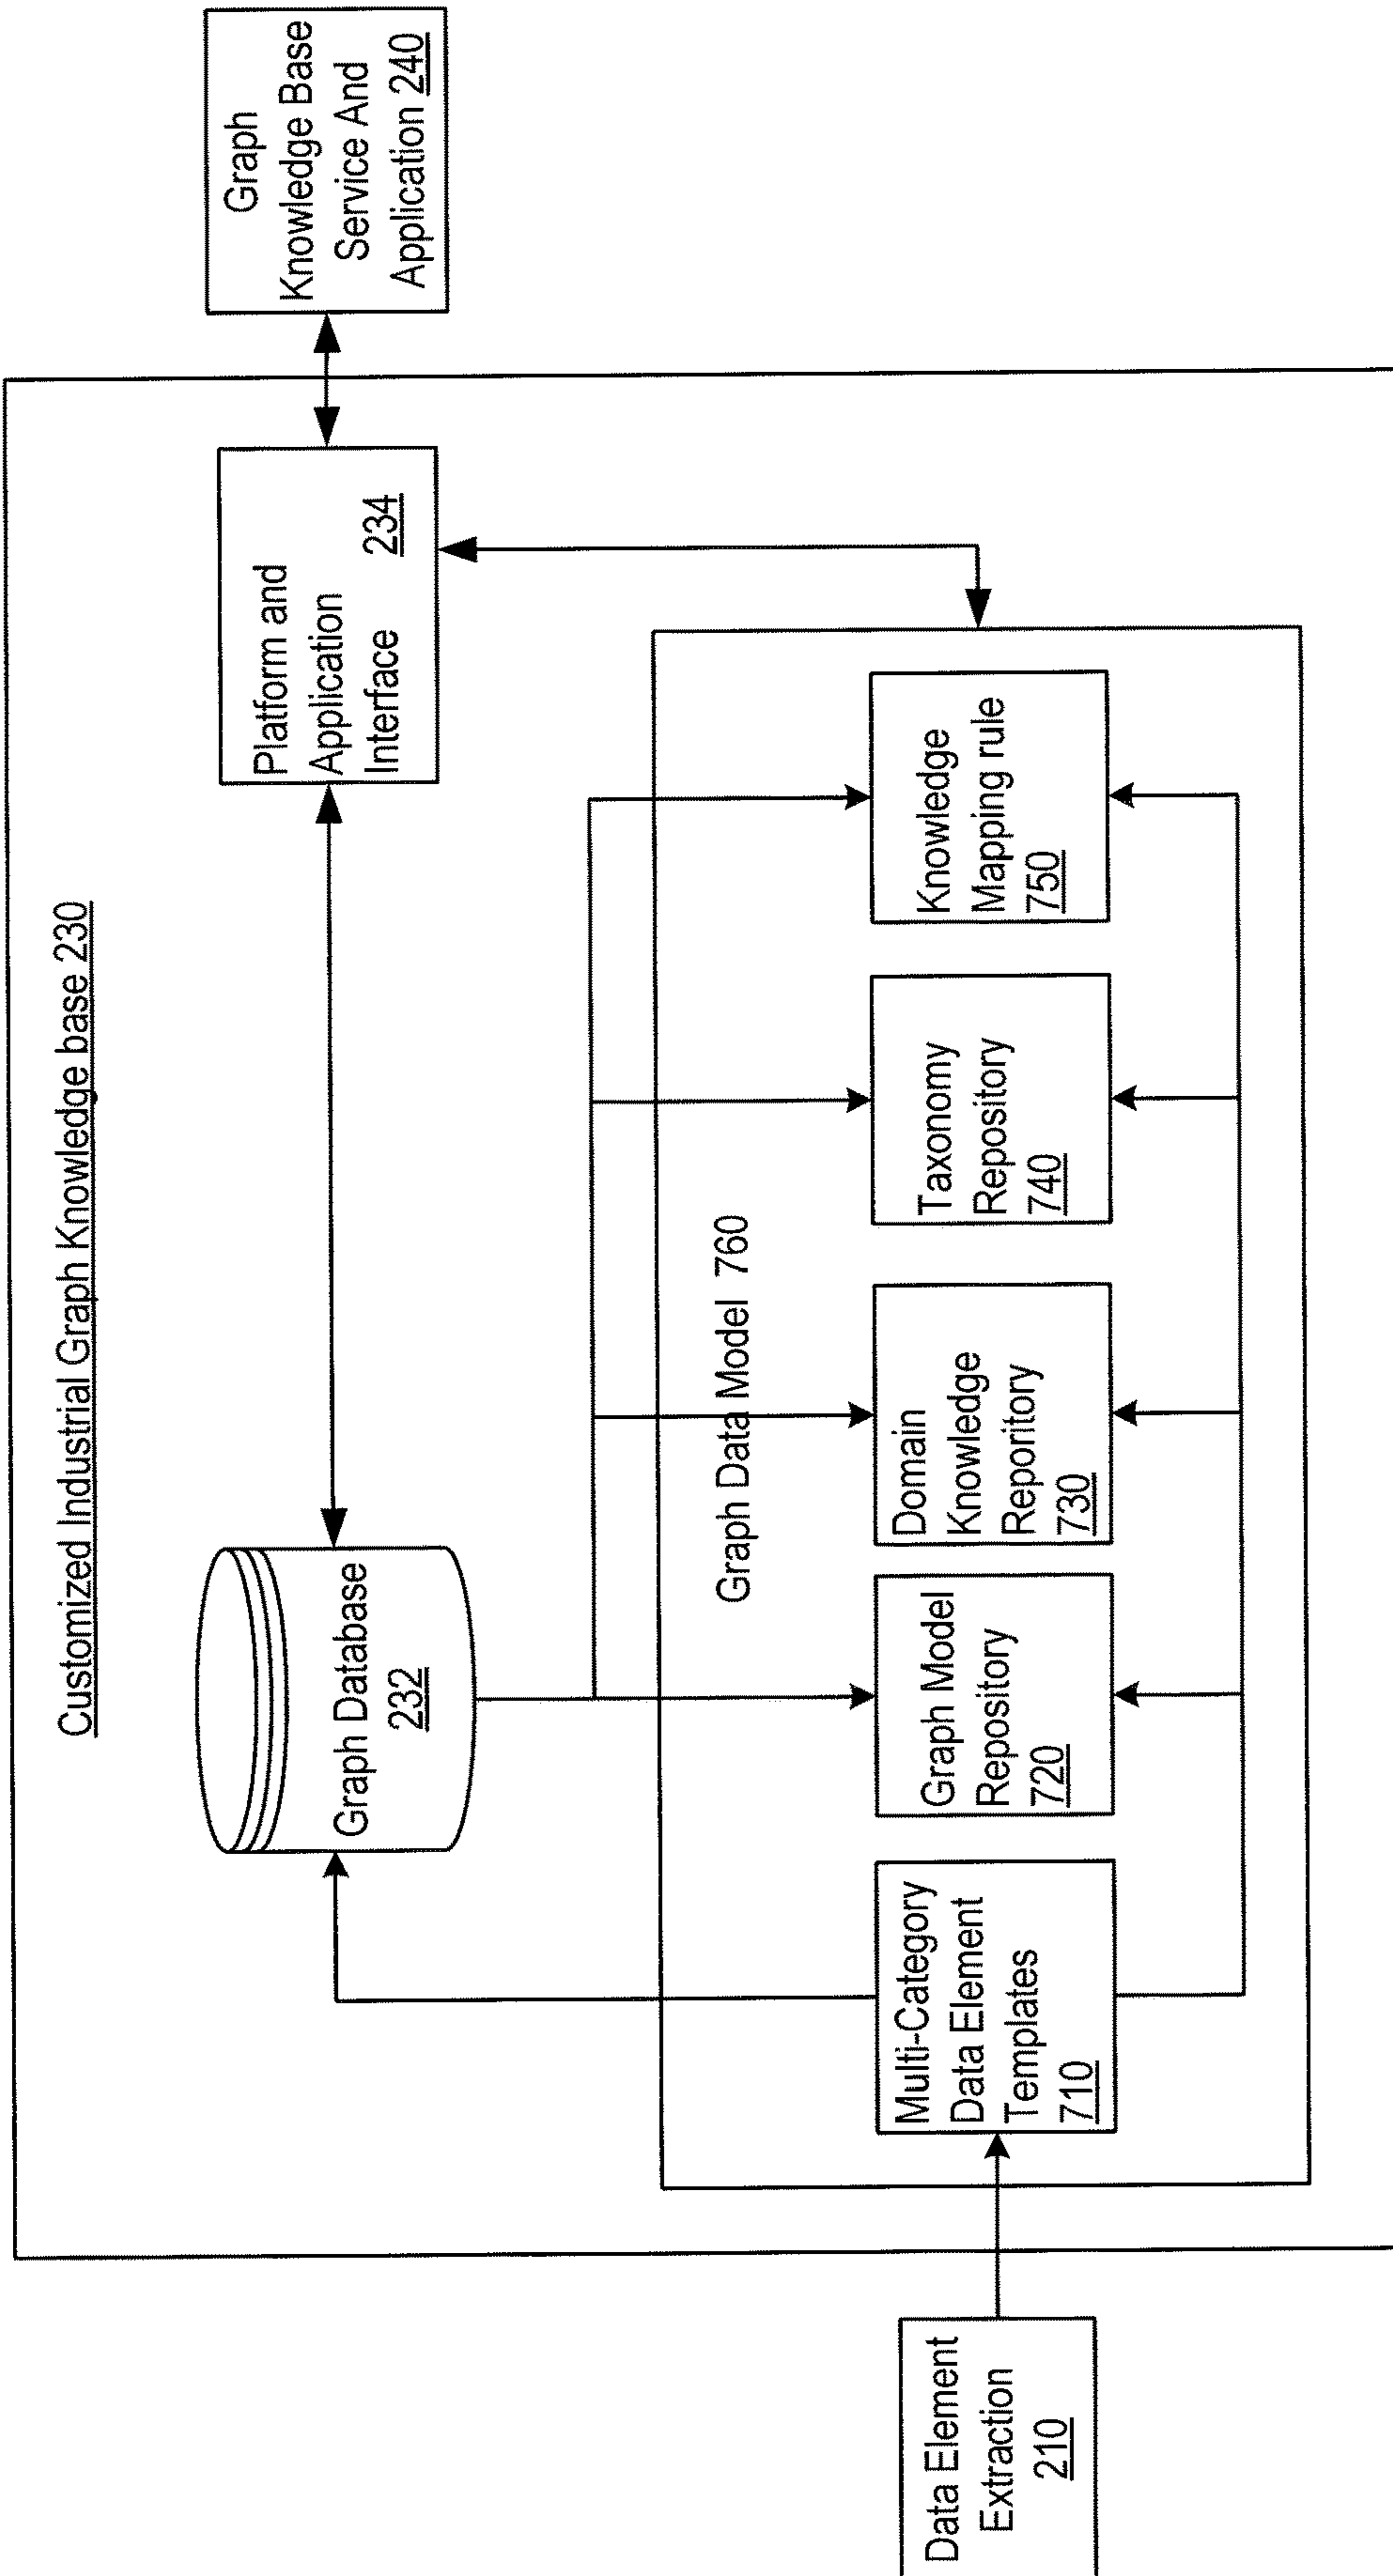 Customized Industrial Graph Knowledge base 230
Graph Database
232
Platform and
Application
Interface 234
Graph
Knowledge Base
Service And
Application 240
Graph Data Model 760
Data Element
Extraction
210
Multi-Category
Data Element
Templates
710
Graph Model
Repository
720
Domain
Knowledge
Reporitory
730
Taxonomy
Repository
740
Knowledge
Mapping rule
750